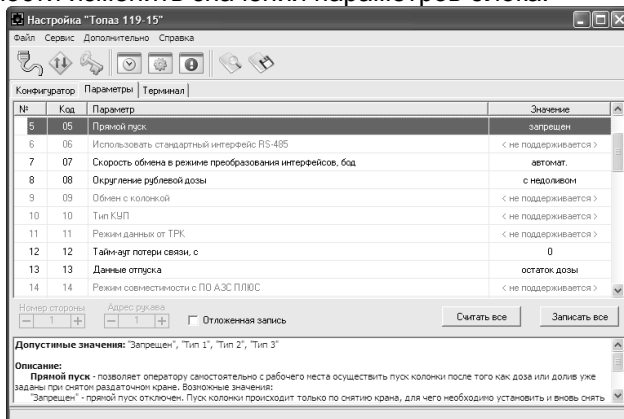 сти изменить значения параметров блока.
Настройка "Топаз 119-15"
Файл Сервис Дополнительно Справка
Конфигуратор Параметры Терминал
№ Код Параметр Значение
5 05 Прямой пуск запрещен
6 06 Использовать стандартный интерфейс RS-485 < не поддерживается >
7 07 Скорость обмена в режиме преобразования интерфейсов, бод автомат.
8 08 Округление рублевой дозы с недоливом
9 09 Обмен с колонкой < не поддерживается >
10 10 Тип КУП < не поддерживается >
11 11 Режим данных от ТРК < не поддерживается >
12 12 Тайм-аут потери связи, с 0
13 13 Данные отпуска остаток дозы
14 14 Режим совместимости с ПО АЗС ПЛЮС < не поддерживается >
Номер стороны Адрес рукава
1 1 Отложенная запись Считать все Записать все
Допустимые значения: "Запрещен", "Тип 1", "Тип 2", "Тип 3"
Описание:
Прямой пуск - позволяет оператору самостоятельно с рабочего места осуществить пуск колонки после того как доза или долив уже
заданы при снятом раздаточном кране. Возможные значения:
"Запрещен" - прямой пуск отключен. Пуск колонки происходит только по снятию крана, для чего необходимо установить и вновь снять